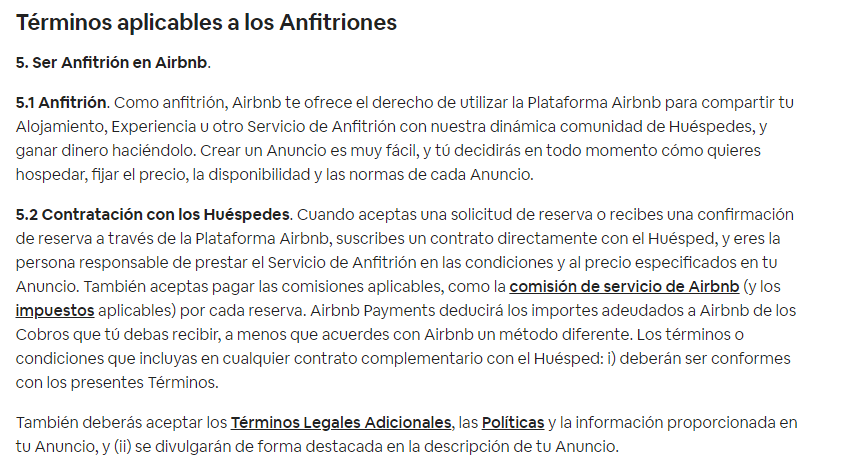 Términos aplicables a los Anfitriones
5. Ser Anfitrión en Airbnb.
5.1 Anfitrión. Como anfitrión, Airbnb te ofrece el derecho de utilizar la Plataforma Airbnb para compartir tu
Alojamiento, Experiencia u otro Servicio de Anfitrión con nuestra dinámica comunidad de Huéspedes, y
ganar dinero haciéndolo. Crear un Anuncio es muy fácil, y tú decidirás en todo momento cómo quieres
hospedar, fijar el precio, la disponibilidad y las normas de cada Anuncio.
5.2 Contratación con los Huéspedes. Cuando aceptas una solicitud de reserva o recibes una confirmación
de reserva a través de la Plataforma Airbnb, suscribes un contrato directamente con el Huésped, y eres la
persona responsable de prestar el Servicio de Anfitrión en las condiciones y al precio especificados en tu
Anuncio. También aceptas pagar las comisiones aplicables, como la comisión de servicio de Airbnb (y los
impuestos aplicables) por cada reserva. Airbnb Payments deducirá los importes adeudados a Airbnb de los
Cobros que tú debas recibir, a menos que acuerdes con Airbnb un método diferente. Los términos o
condiciones que incluyas en cualquier contrato complementario con el Huésped: i) deberán ser conformes
con los presentes Términos.
También deberás aceptar los Términos Legales Adicionales, las Políticas y la información proporcionada en
tu Anuncio, y (ii) se divulgarán de forma destacada en la descripción de tu Anuncio.